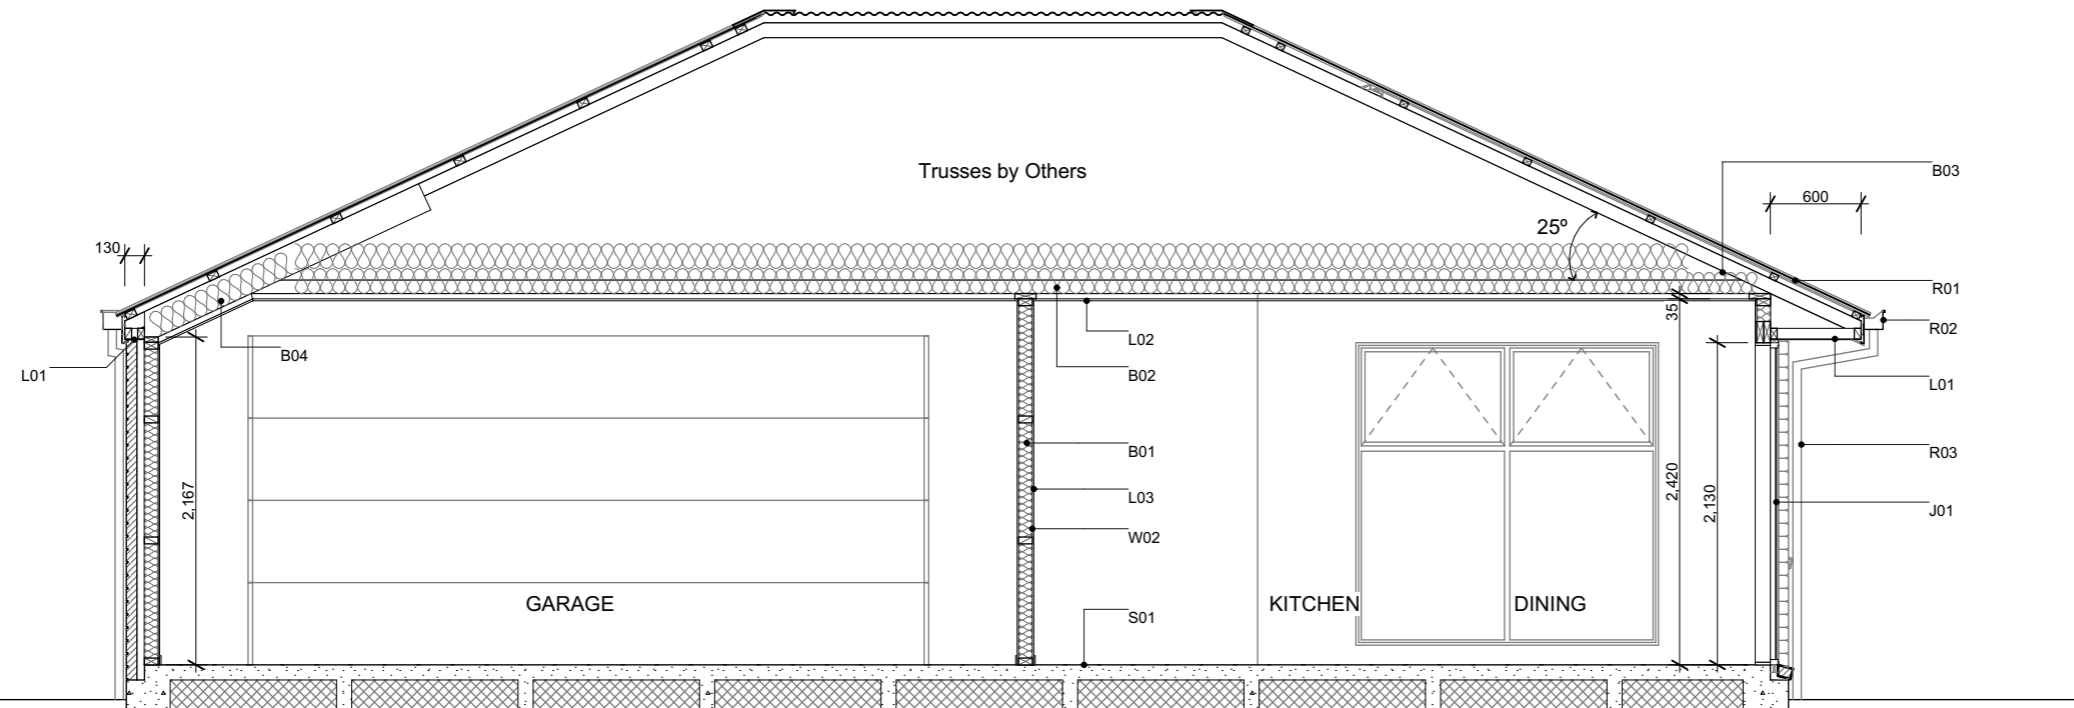 Trusses by Others
B03
600
25º
130
R01
35
R02
L02
B04
L01
B02
L01
B01
R03
2,167
L03
2,420
2,130
J01
W02
GARAGE
KITCHEN
DINING
S01